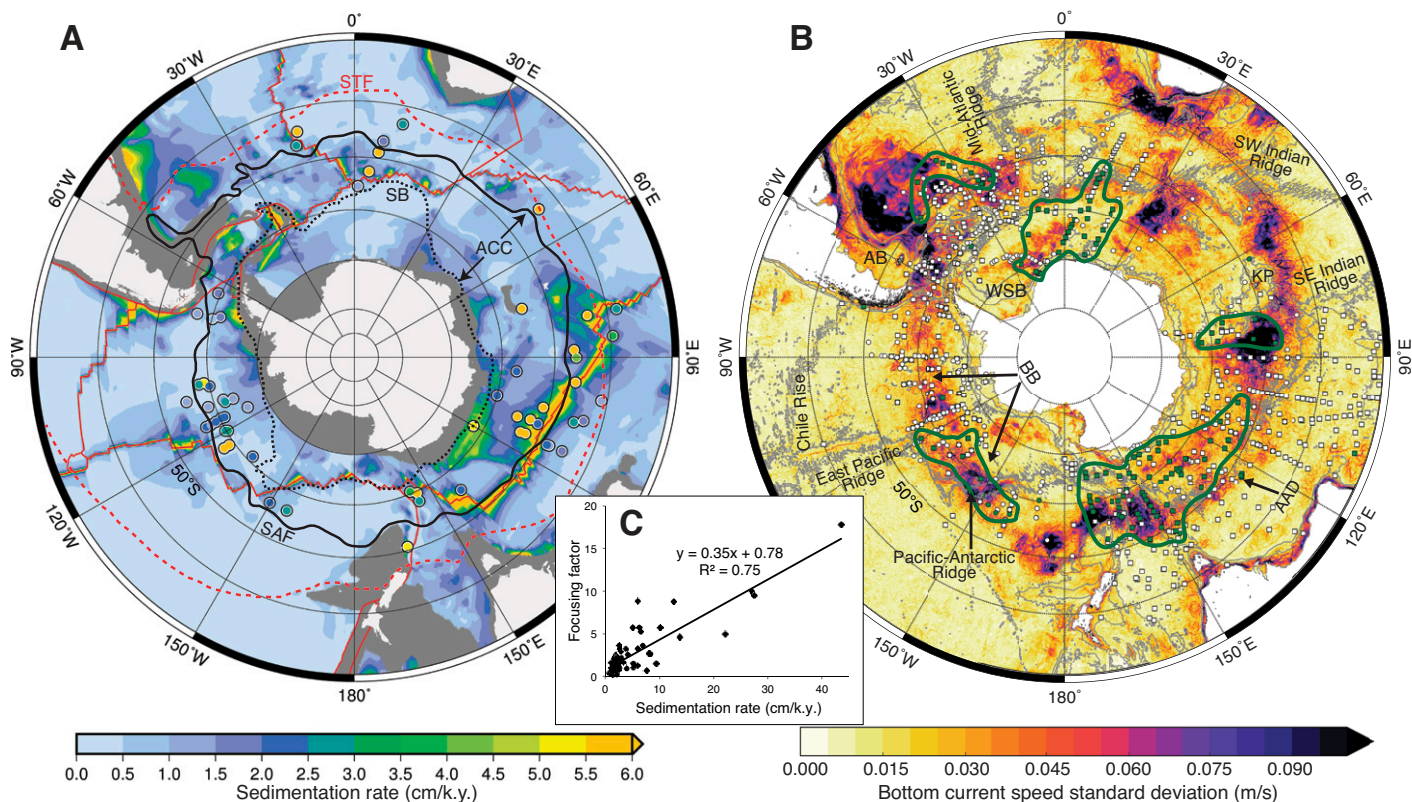 A
0˚
30˚W
30˚E
60˚W
60˚E
90˚W
90˚E
120˚W
150˚W
180˚
150˚E
STF
SB
ACC
50˚S
SAF
0.0 0.5 1.0 1.5 2.0 2.5 3.0 3.5 4.0 4.5 5.0 5.5 6.0
Sedimentation rate (cm/k.y.)
B
0˚
30˚W
30˚E
60˚W
60˚E
90˚W
90˚E
120˚E
150˚W
150˚E
180˚
Mid-Atlantic
Ridge
SW Indian
Ridge
AB
WSB
KP
SE Indian
Ridge
BB
Chile Rise
East Pacific
Ridge
50˚S
Pacific-Antarctic
Ridge
AAD
0.000 0.015 0.030 0.045 0.060 0.075 0.090
Bottom current speed standard deviation (m/s)
C
20
15
10
5
0
Focusing factor
y = 0.35x + 0.78
R² = 0.75
0 10 20 30 40
Sedimentation rate (cm/k.y.)